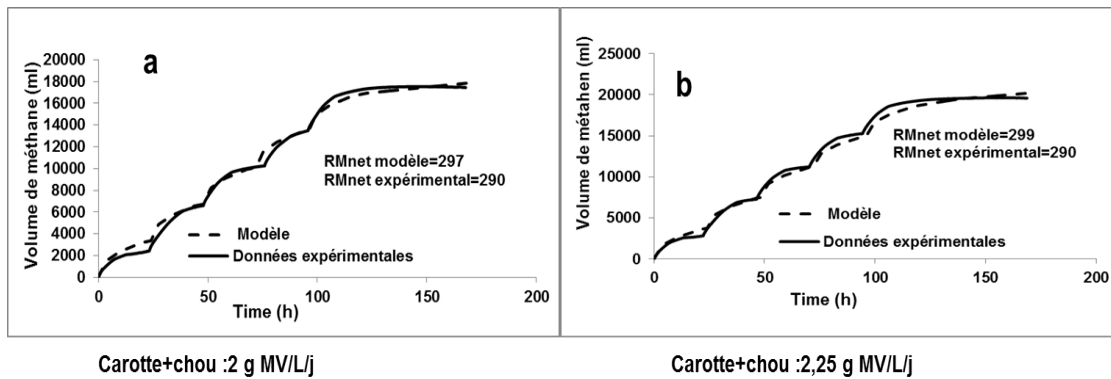 a
Volume de méthane (ml)
20000
18000
16000
14000
12000
10000
8000
6000
4000
2000
0
RMnet modèle=297
RMnet expérimental=290
Modèle
Données expérimentales
0 50 100 150 200
Time (h)
Carotte+chou :2 g MV/L/j
b
Volume de métahen (ml)
25000
20000
15000
10000
5000
0
RMnet modèle=299
RMnet expérimental=290
Modèle
Données expérimentales
0 50 100 150 200
Time (h)
Carotte+chou :2,25 g MV/L/j